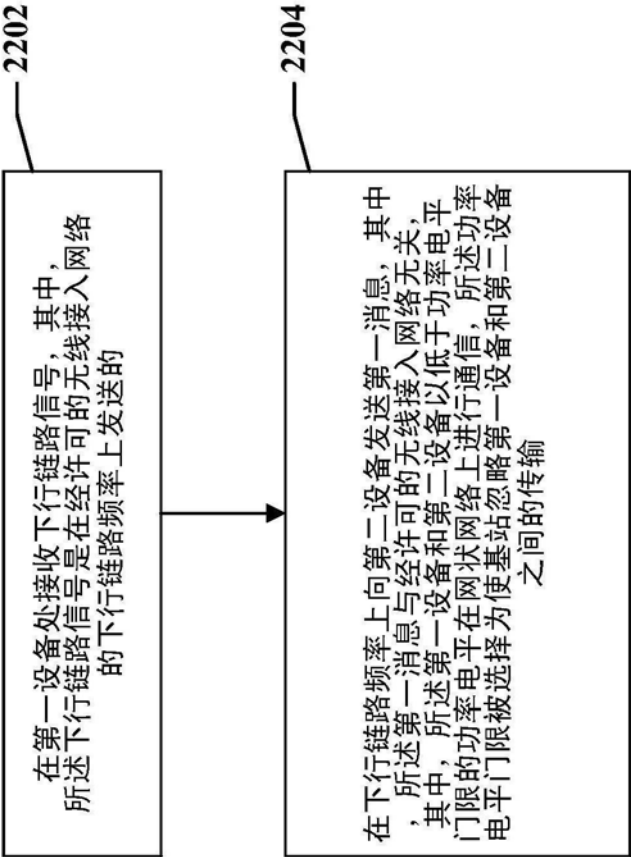 2202
在第一设备处接收下行链路信号，其中，
所述下行链路信号是在经许可的无线接入网络
的下行链路频率上发送的
2204
在下行链路频率上向第二设备发送第一消息，其中
，所述第一消息与经许可的无线接入网络无关，
其中，所述第一设备和第二设备以低于功率电平
门限的功率电平在网状网络上进行通信，所述功率
电平门限被选择为使基站忽略第一设备和第二设备
之间的传输